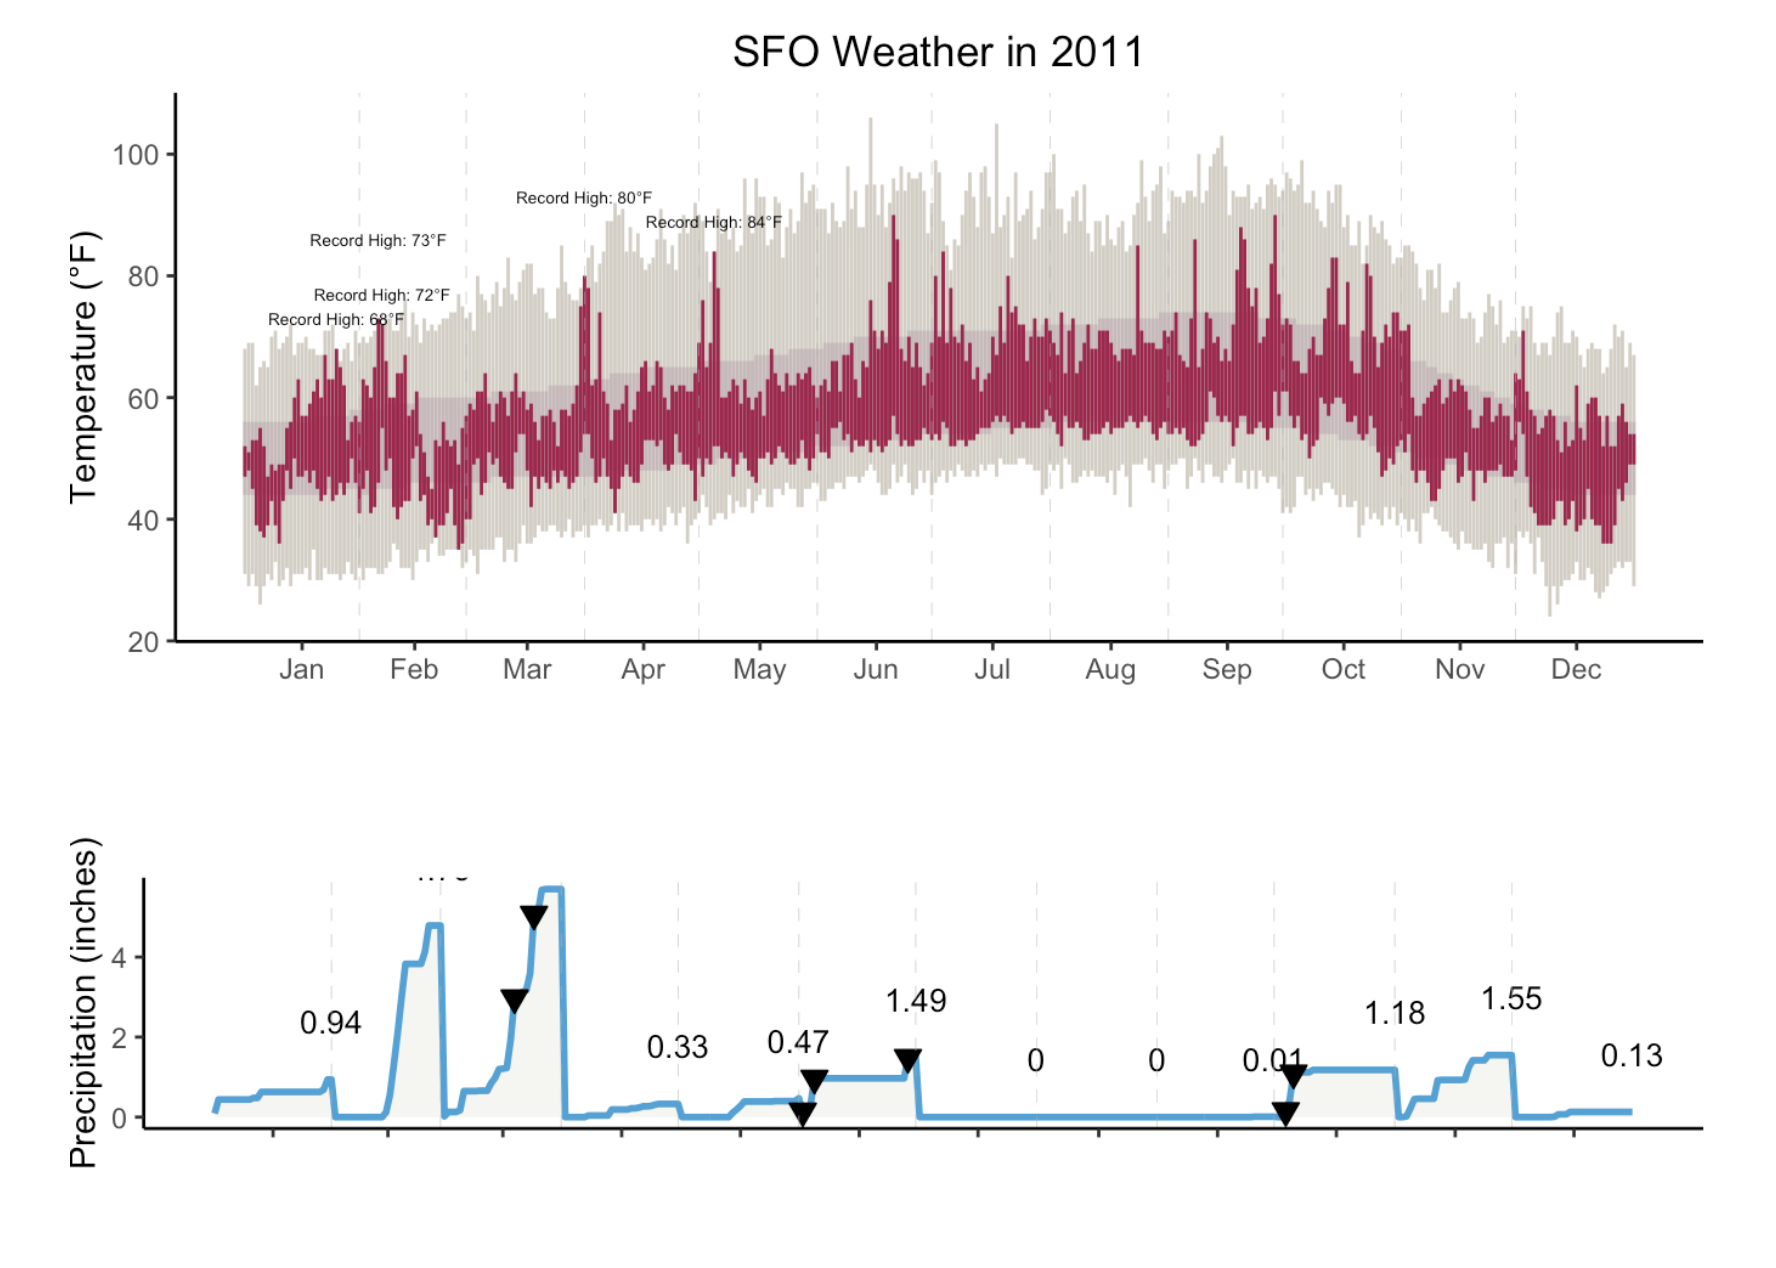 SFO Weather in 2011
Temperature (°F)
100
80
60
40
20
Record High: 80°F
Record High: 84°F
Record High: 73°F
Record High: 72°F
Record High: 68°F
Jan Feb Mar Apr May Jun Jul Aug Sep Oct Nov Dec
Precipitation (inches)
4
2
0
0.94
0.33
0.47
1.49
0
0
0.01
1.18
1.55
0.13